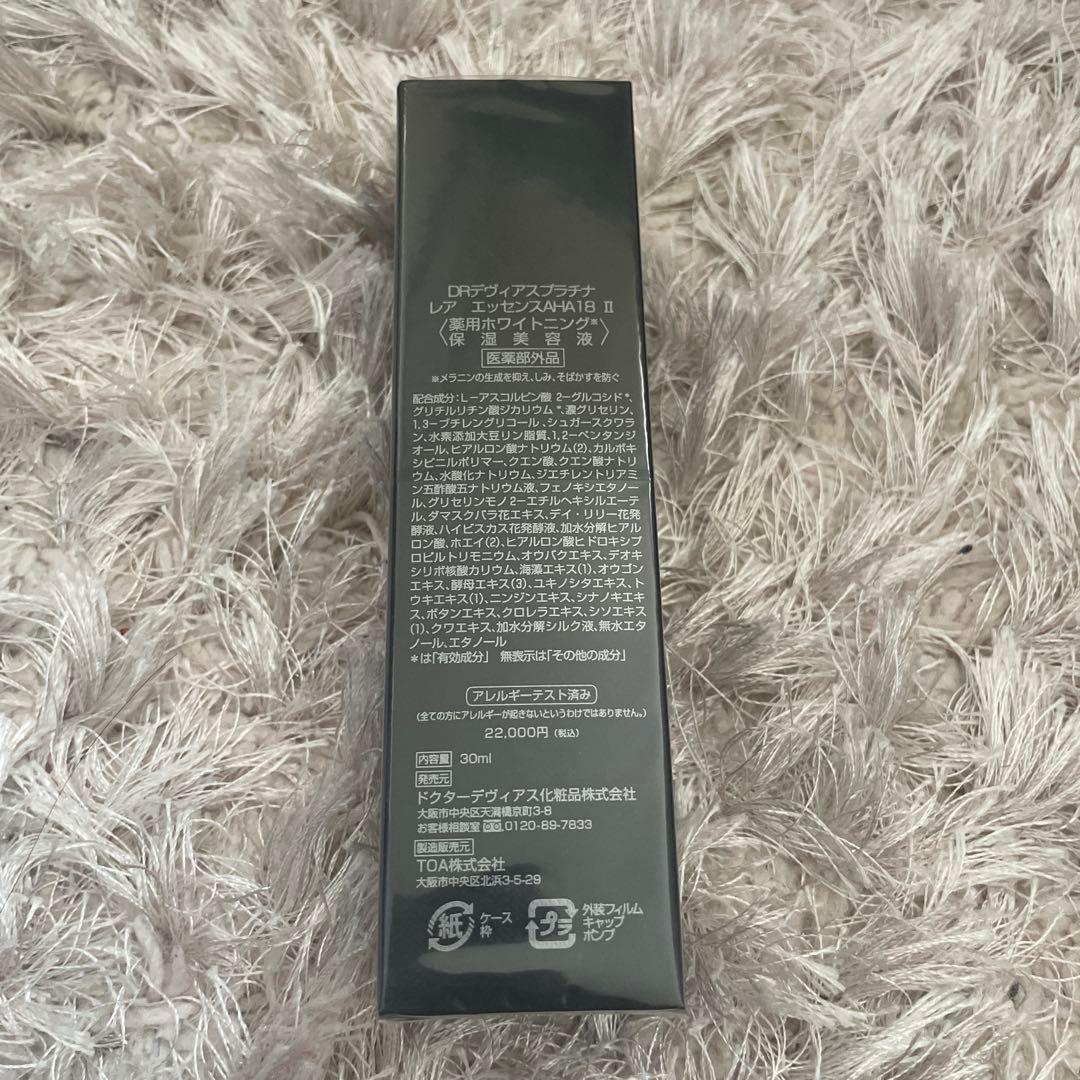 DRデヴィアスプラチナ
レア エッセンスAHA18 Ⅱ
〈薬用ホワイトニング※
保湿美容液〉
医薬部外品
※メラニンの生成を抑え、しみ、そばかすを防ぐ
配合成分：L-アスコルビン酸 2-グルコシド*、
グリチルリチン酸ジカリウム*、濃グリセリン、
1,3-ブチレングリコール、シュガースクワラ
ン、水素添加大豆リン脂質、1,2-ペンタンジ
オール、ヒアルロン酸ナトリウム(2)、カルボキ
シビニルポリマー、クエン酸、クエン酸ナトリ
ウム、水酸化ナトリウム、ジエチレントリアミ
ン五酢酸五ナトリウム液、フェノキシエタノー
ル、グリセリンモノ2-エチルヘキシルエーテ
ル、ダマスクバラ花エキス、デイ・リリー花発
酵液、ハイビスカス花発酵液、加水分解ヒアル
ロン酸、ホエイ(2)、ヒアルロン酸ヒドロキシプ
ロピルトリモニウム、オウバクエキス、デオキ
シリボ核酸カリウム、海藻エキス(1)、オウゴン
エキス、酵母エキス(3)、ユキノシタエキス、ト
ウキエキス(1)、ニンジンエキス、シナノキエキ
ス、ボタンエキス、クロレラエキス、シソエキス
(1)、クワエキス、加水分解シルク液、無水エタ
ノール、エタノール
*は「有効成分」 無表示は「その他の成分」
アレルギーテスト済み
(全ての方にアレルギーが起きないというわけではありません。)
22,000円(税込)
内容量 30ml
発売元
ドクターデヴィアス化粧品株式会社
大阪市中央区天満橋京町3-8
お客様相談室 0120-89-7833
製造販売元
TOA株式会社
大阪市中央区北浜3-5-29
紙 ケース
枠
プラ 外装フィルム
キャップ
ポンプ